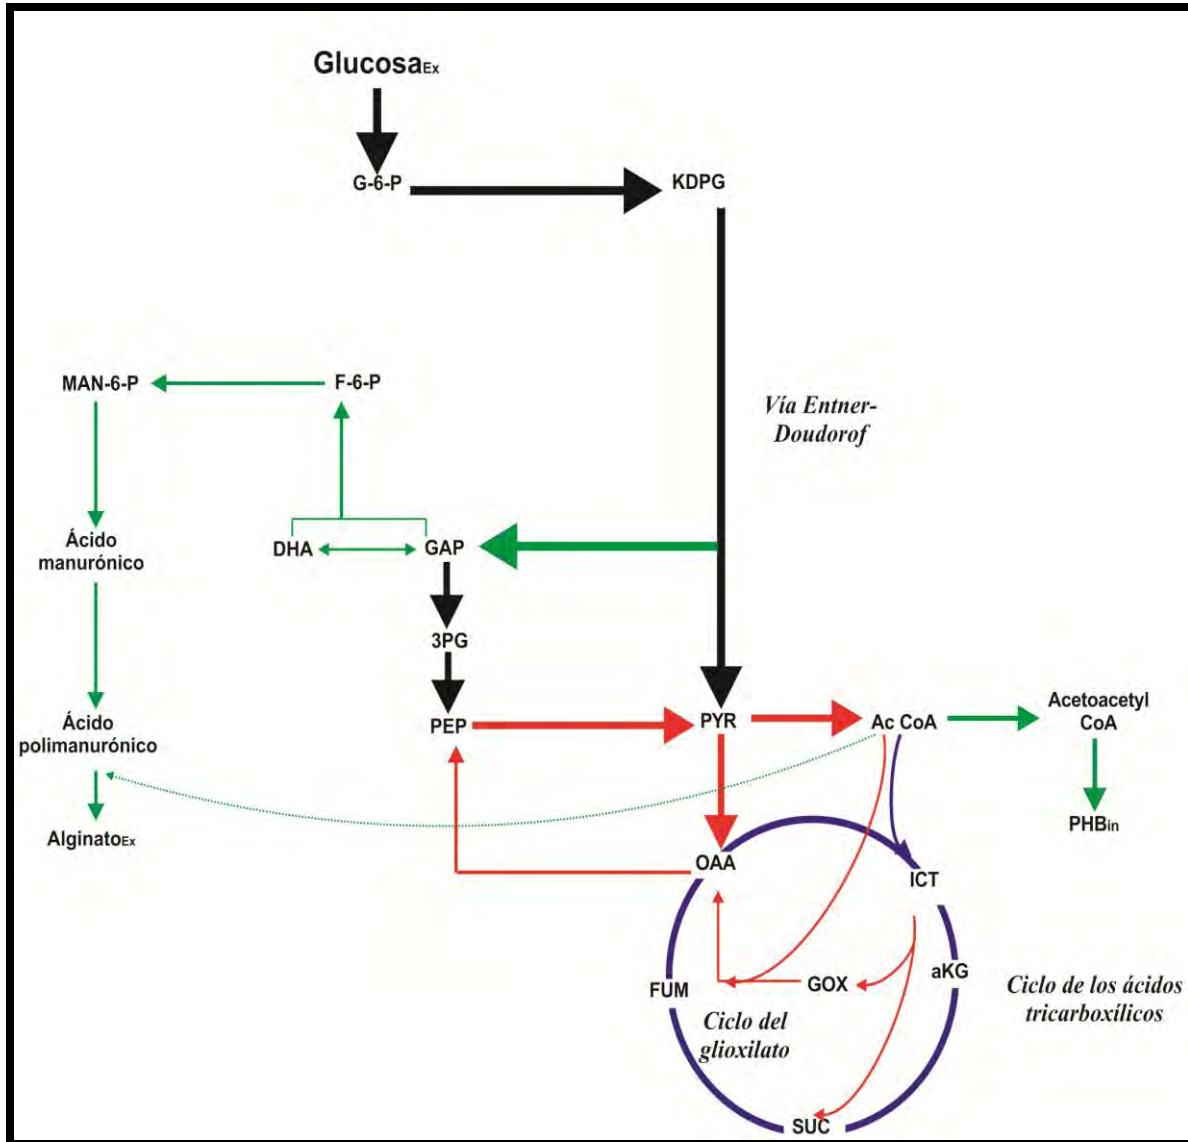 GlucosaEx
G-6-P
KDPG
MAN-6-P
F-6-P
Vía Entner-
Doudorof
Ácido
manurónico
DHA
GAP
3PG
Ácido
polimanurónico
PEP
PYR
Ac CoA
Acetoacetyl
CoA
AlginatoEx
PHBin
OAA
ICT
aKG
FUM
GOX
Ciclo del
glioxilato
Ciclo de los ácidos
tricarboxílicos
SUC